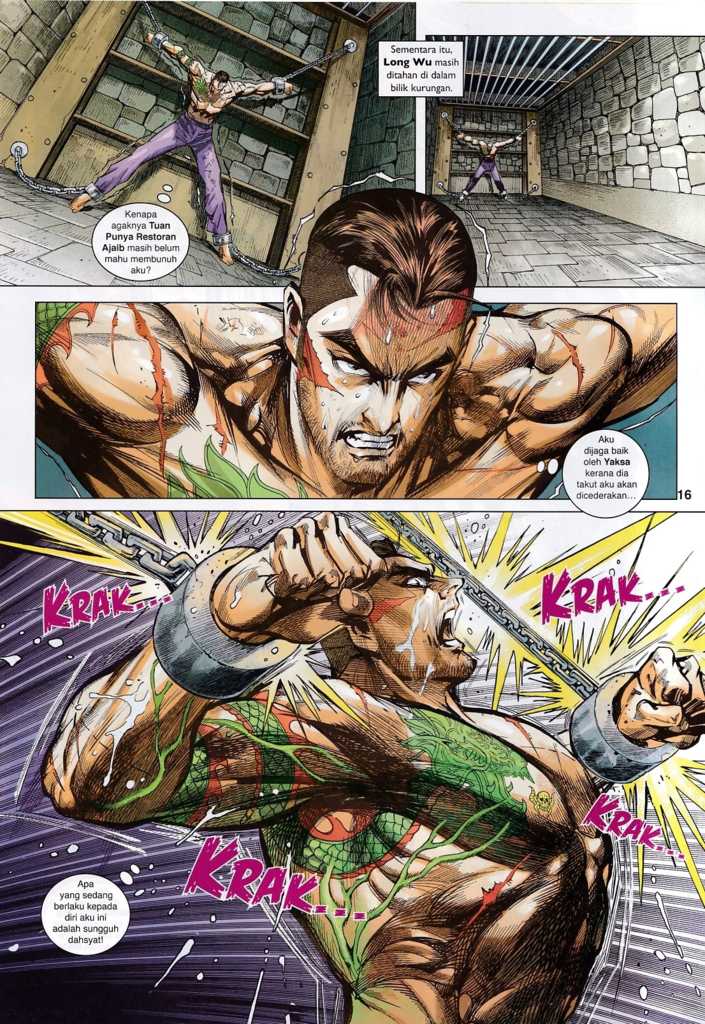 Sementara itu,
Long Wu masih
ditahan di dalam
bilik kurungan.
Kenapa
agaknya Tuan
Punya Restoran
Ajaib masih belum
mahu membunuh
aku?
Aku
dijaga baik
oleh Yaksa
kerana dia
takut aku akan
dicederakan...
16
KRAK...
KRAK...
KRAK...
KRAK...
Apa
yang sedang
berlaku kepada
diri aku ini
adalah sungguh
dahsyat!